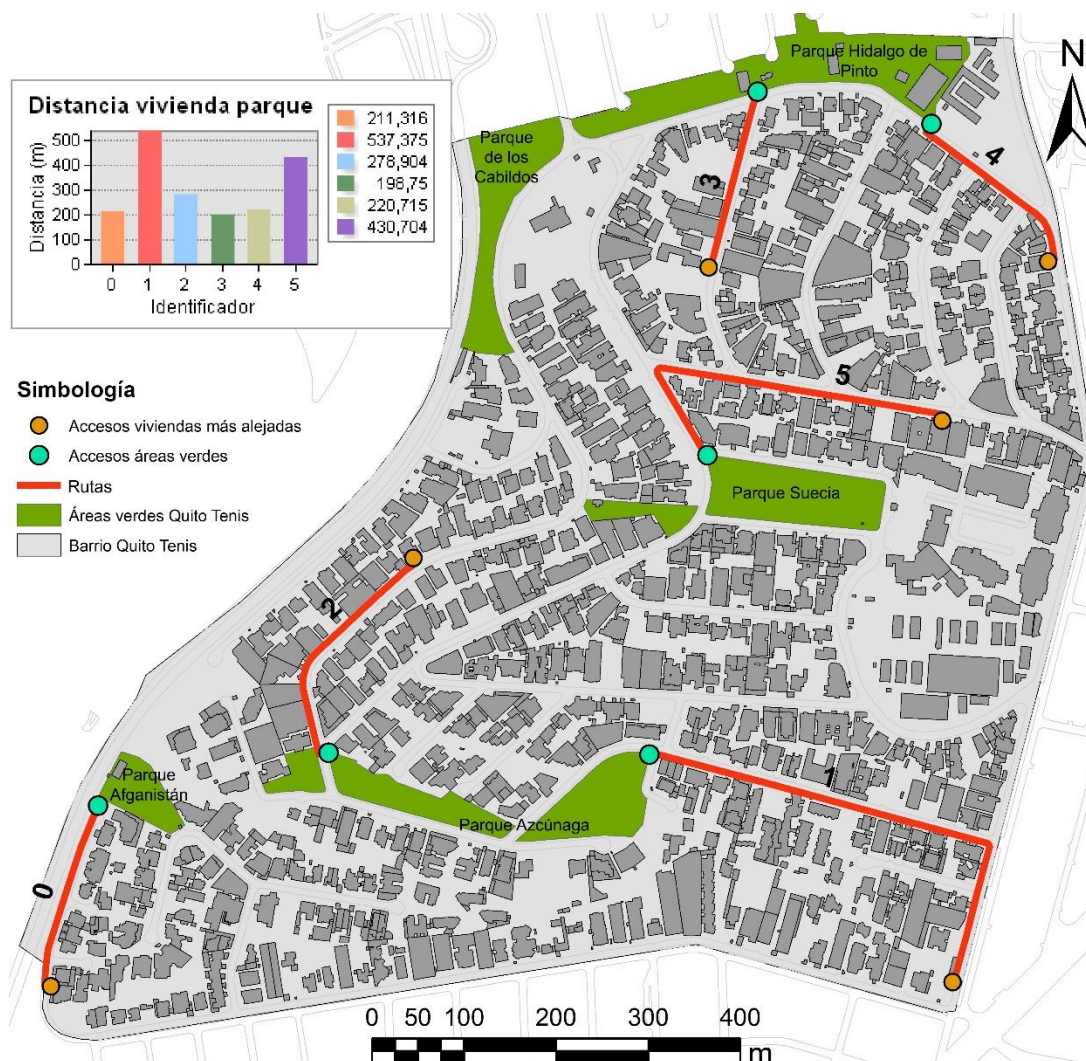 Distancia vivienda parque
Distancia (m)
500
400
300
200
100
0
0 1 2 3 4 5
Identificador
211,316
537,375
278,904
198,75
220,715
430,704
Parque Hidalgo de
Pinto
N
Parque
de los
Cabildos
3
4
5
Simbología
Accesos viviendas más alejadas
Accesos áreas verdes
Rutas
Áreas verdes Quito Tenis
Barrio Quito Tenis
Parque Suecia
2
Parque
Afganistán
1
Parque Azcúnaga
0
0 50 100 200 300 400
m